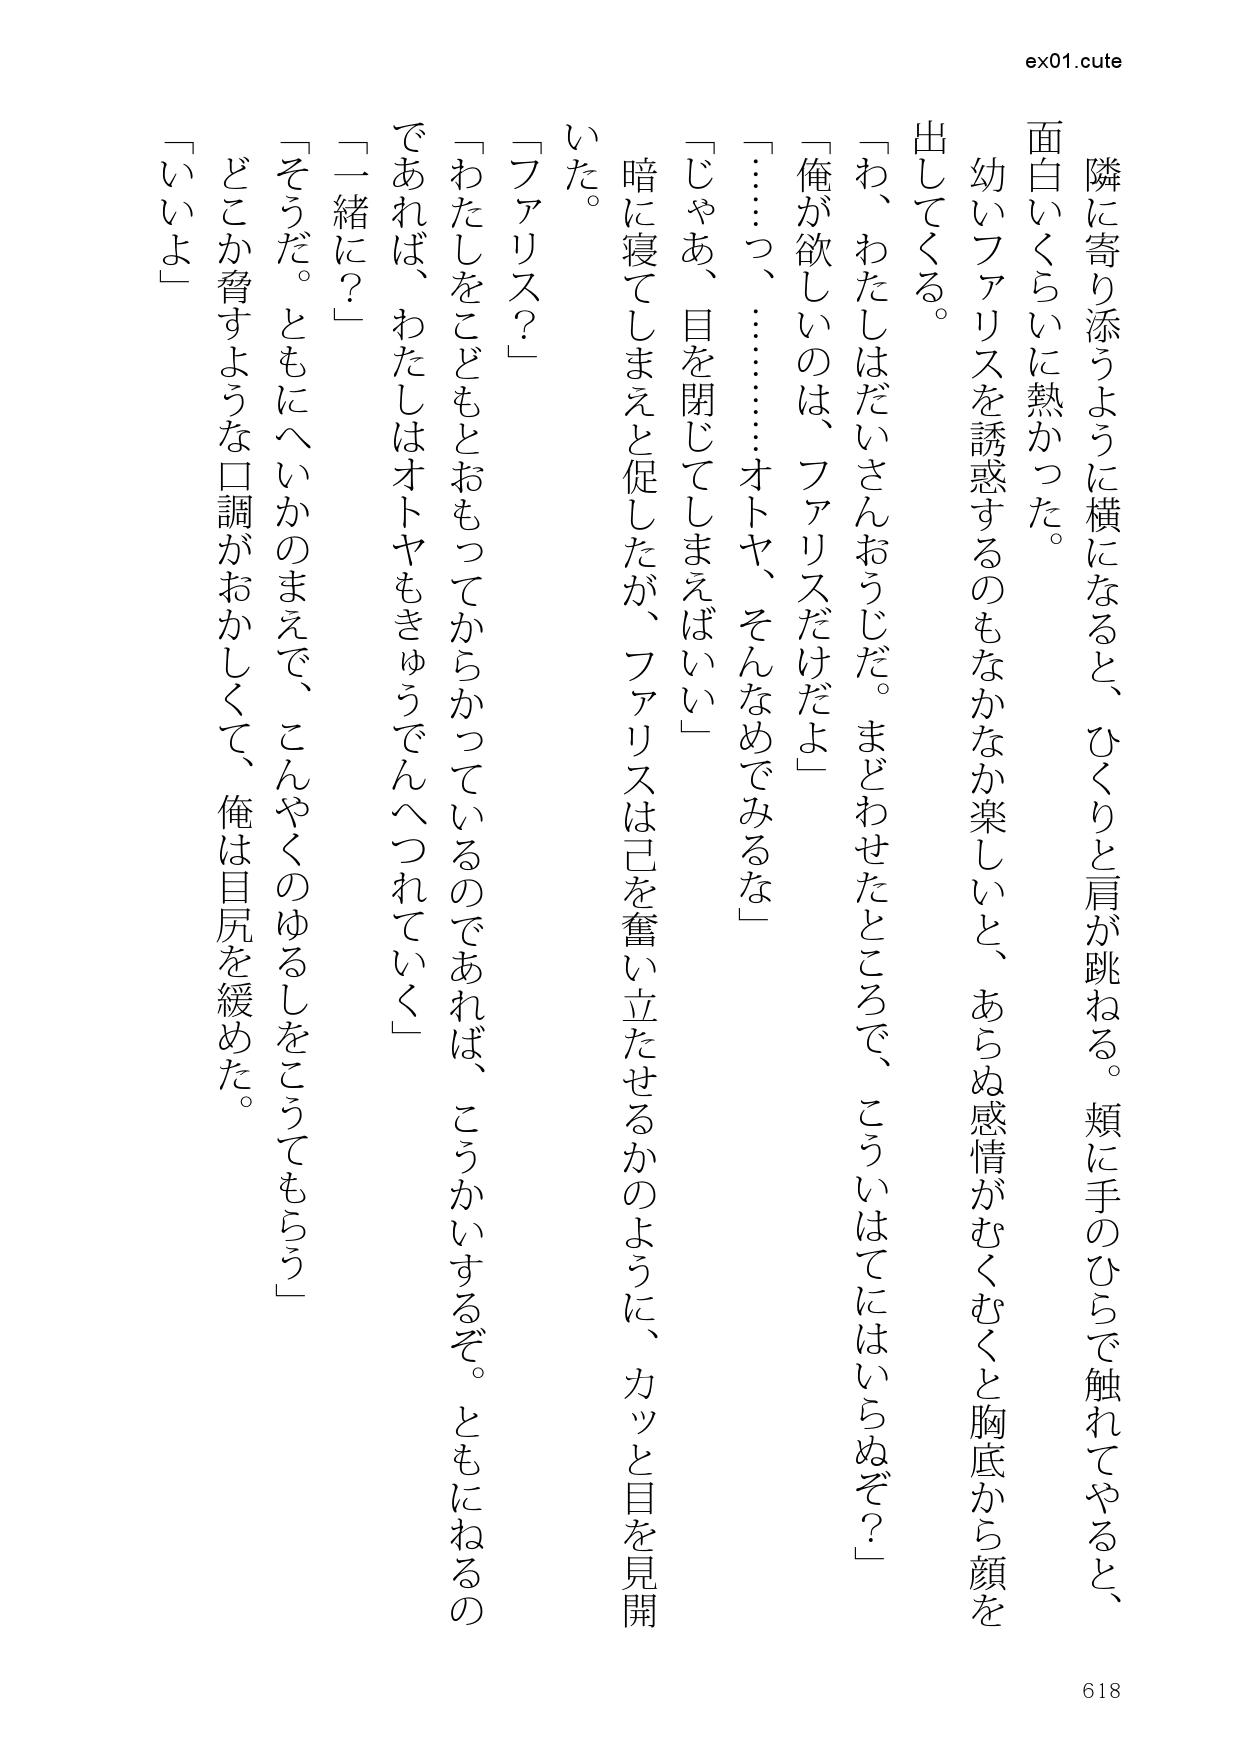 ex01.cute
隣に寄り添うように横になると、ひくりと肩が跳ねる。頬に手のひらで触れてやると、
面白いくらいに熱かった。
幼いファリスを誘惑するのもなかなか楽しいと、あらぬ感情がむくむくと胸底から顔を
出してくる。
「わ、わたしはだいさんおうじだ。まどわせたところで、こういはてにはいらぬぞ？」
「俺が欲しいのは、ファリスだけだよ」
「……っ、…………オトヤ、そんなめでみるな」
「じゃあ、目を閉じてしまえばいい」
暗に寝てしまえと促したが、ファリスは己を奮い立たせるかのように、カッと目を見開
いた。
「ファリス？」
「わたしをこどもとおもってからかっているのであれば、こうかいするぞ。ともにねるの
であれば、わたしはオトヤもきゅうでんへつれていく」
「一緒に？」
「そうだ。ともにへいかのまえで、こんやくのゆるしをこうてもらう」
どこか脅すような口調がおかしくて、俺は目尻を緩めた。
「いいよ」
618